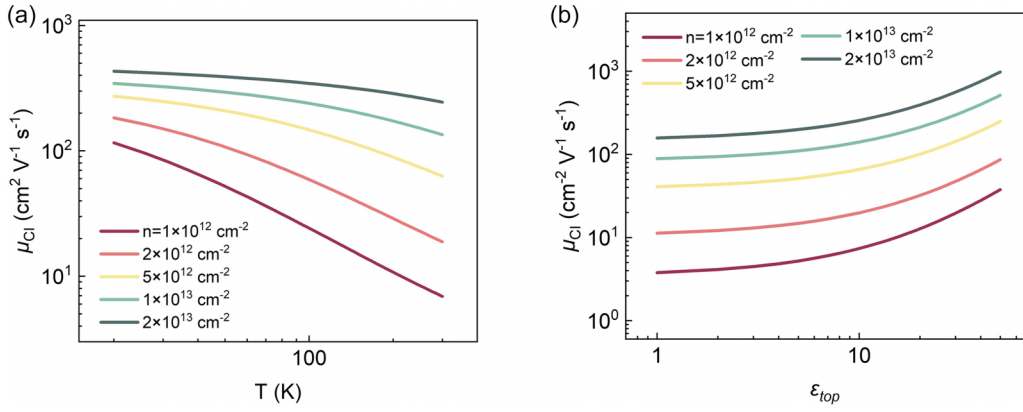 (a)
10³
10²
10¹
μCI (cm² V⁻¹ s⁻¹)
n=1×10¹² cm⁻²
2×10¹² cm⁻²
5×10¹² cm⁻²
1×10¹³ cm⁻²
2×10¹³ cm⁻²
100
T (K)
(b)
n=1×10¹² cm⁻²
2×10¹² cm⁻²
5×10¹² cm⁻²
1×10¹³ cm⁻²
2×10¹³ cm⁻²
10³
10²
10¹
10⁰
μCI (cm⁻² V⁻¹ s⁻¹)
1 10
εtop